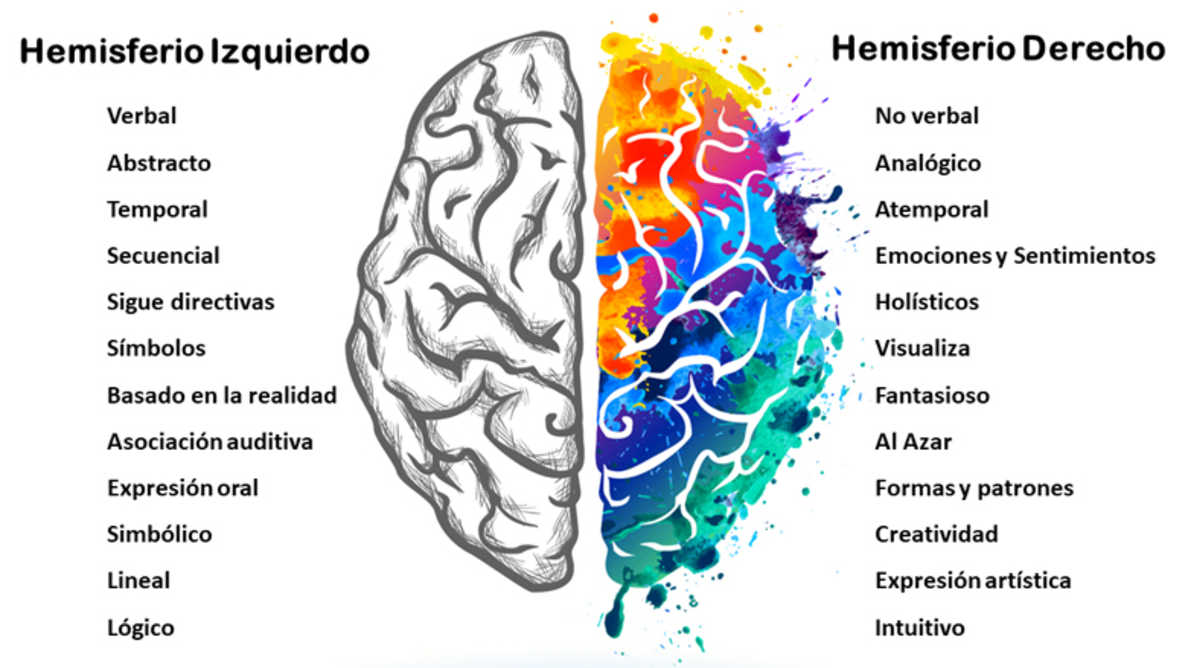 Hemisferio Izquierdo
Verbal
Abstracto
Temporal
Secuencial
Sigue directivas
Símbolos
Basado en la realidad
Asociación auditiva
Expresión oral
Simbólico
Lineal
Lógico
Hemisferio Derecho
No verbal
Analógico
Atemporal
Emociones y Sentimientos
Holísticos
Visualiza
Fantasioso
Al Azar
Formas y patrones
Creatividad
Expresión artística
Intuitivo